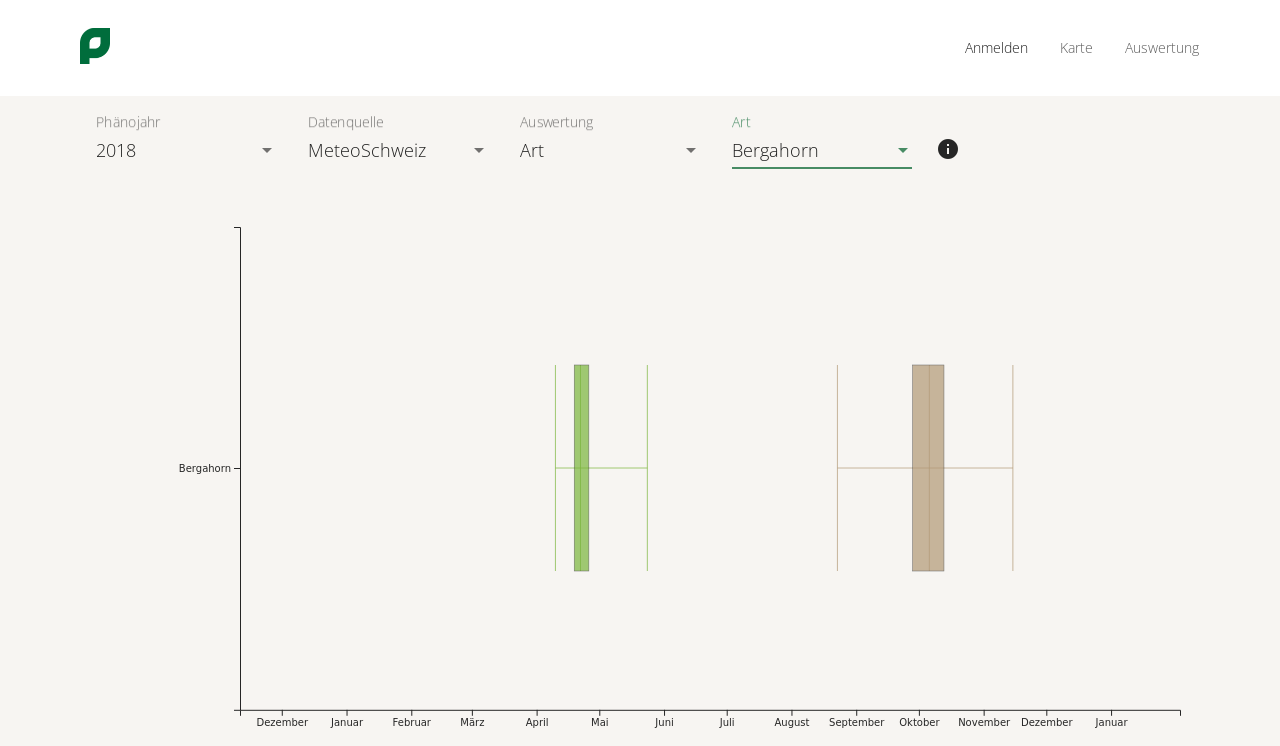 Anmelden Karte Auswertung
Phänojahr Datenquelle Auswertung Art
2018 MeteoSchweiz Art Bergahorn
Bergahorn
Dezember Januar Februar März April Mai Juni Juli August September Oktober November Dezember Januar